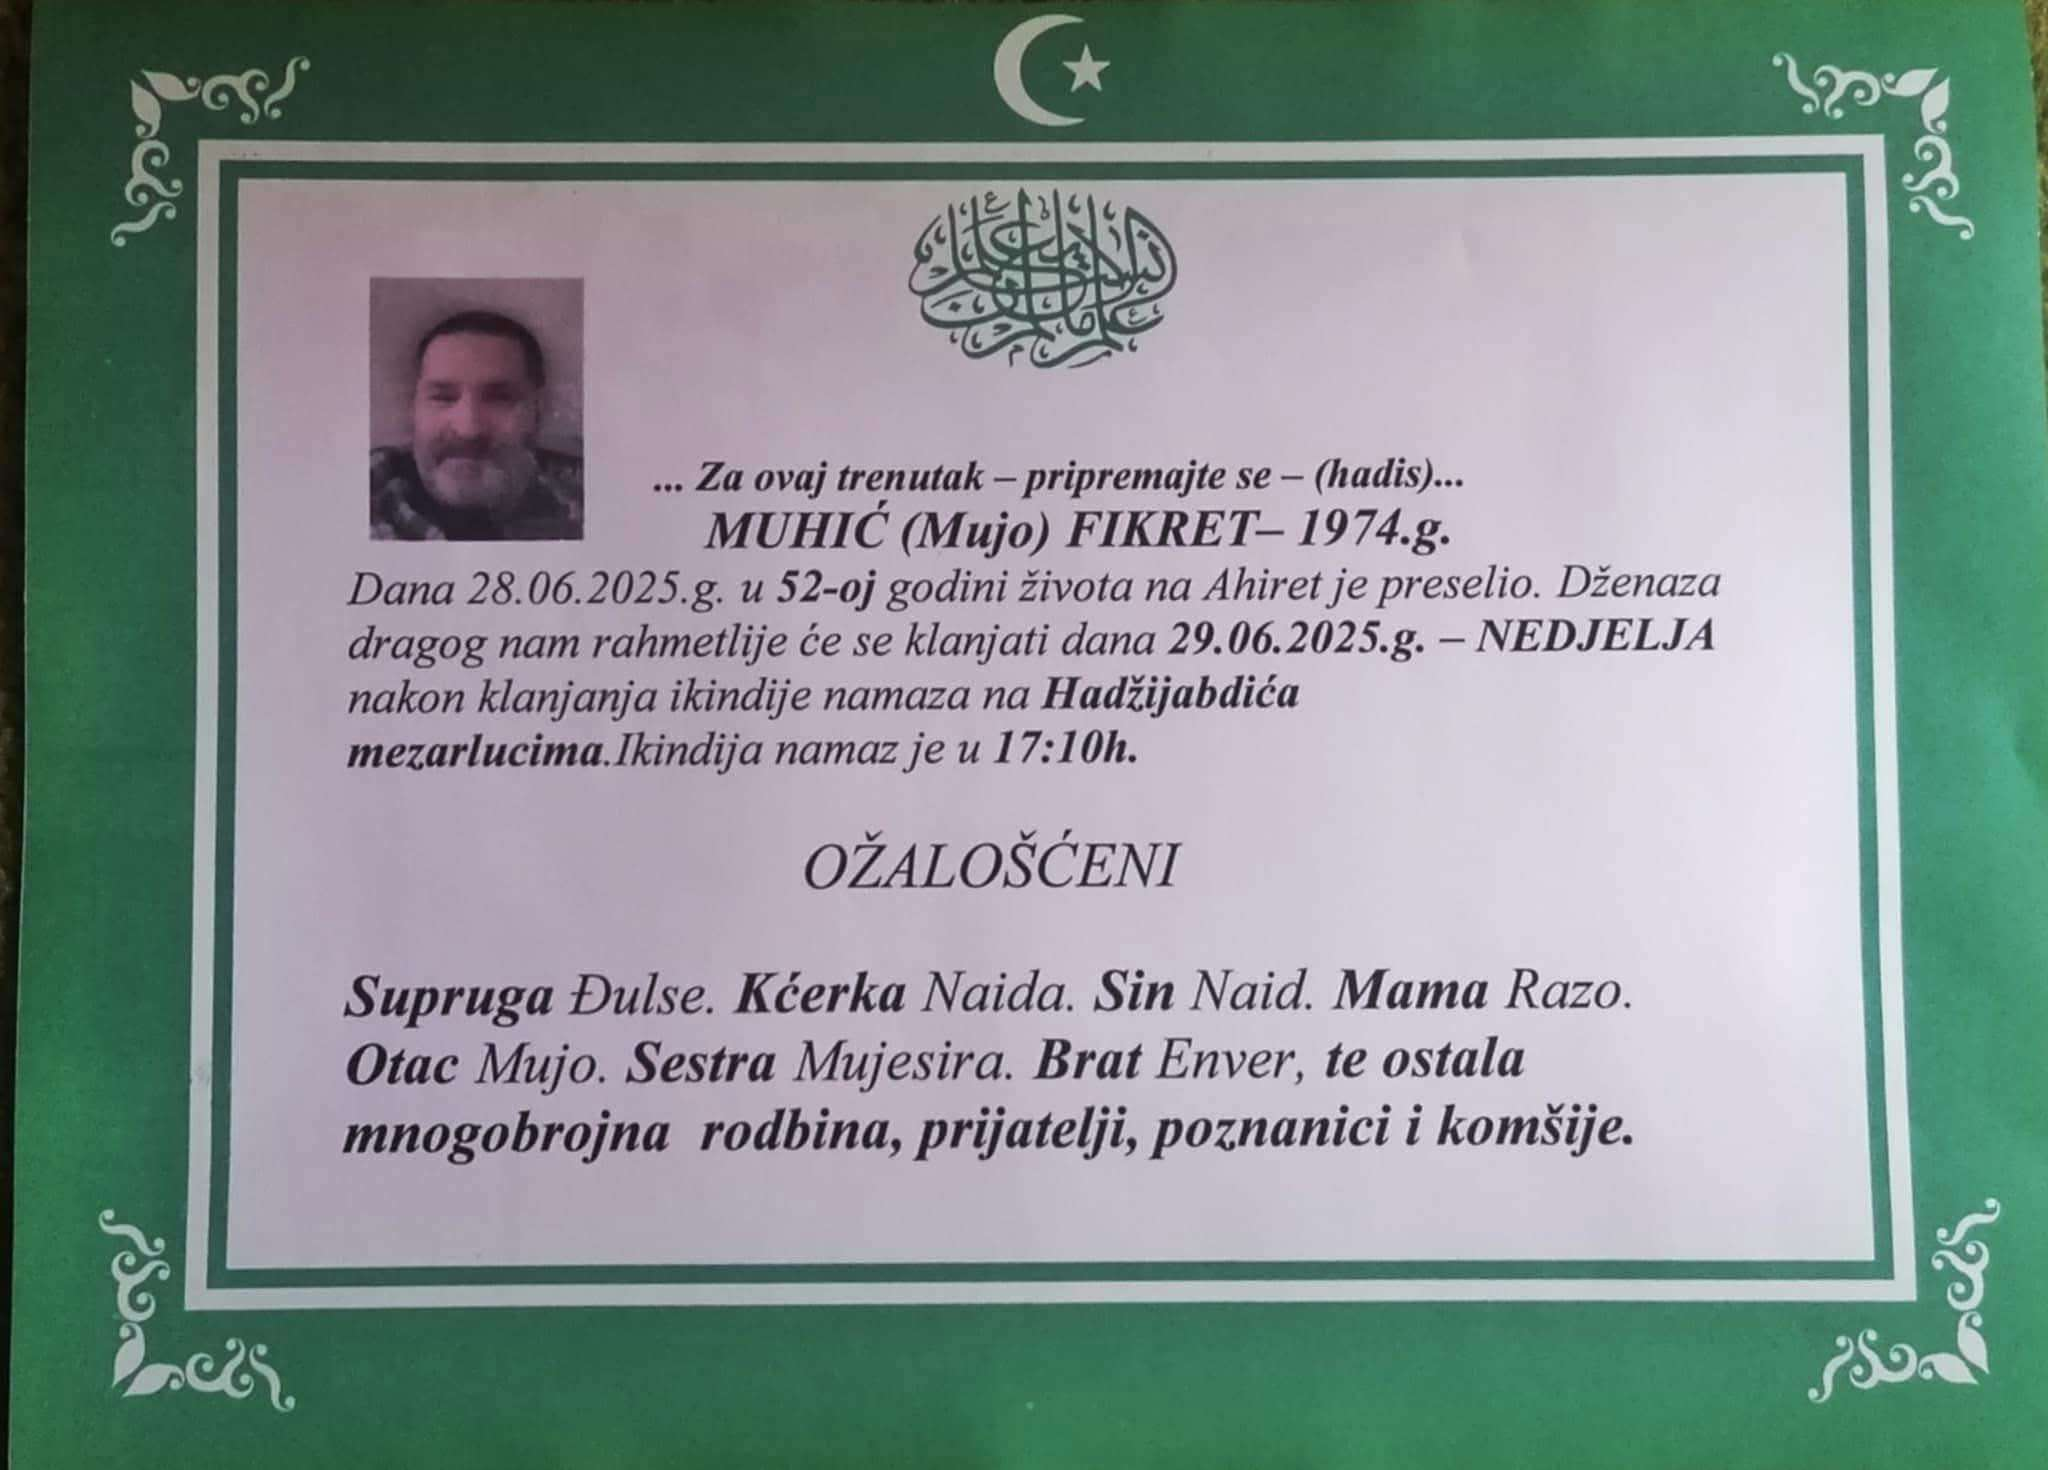 ... Za ovaj trenutak – pripremajte se – (hadis)...
MUHIĆ (Mujo) FIKRET– 1974.g.
Dana 28.06.2025.g. u 52-oj godini života na Ahiret je preselio. Dženaza
dragog nam rahmetlije će se klanjati dana 29.06.2025.g. – NEDJELJA
nakon klanjanja ikindije namaza na Hadžijabdića
mezarlucima.Ikindija namaz je u 17:10h.
OŽALOŠĆENI
Supruga Đulse. Kćerka Naida. Sin Naid. Mama Razo.
Otac Mujo. Sestra Mujesira. Brat Enver, te ostala
mnogobrojna  rodbina, prijatelji, poznanici i komšije.